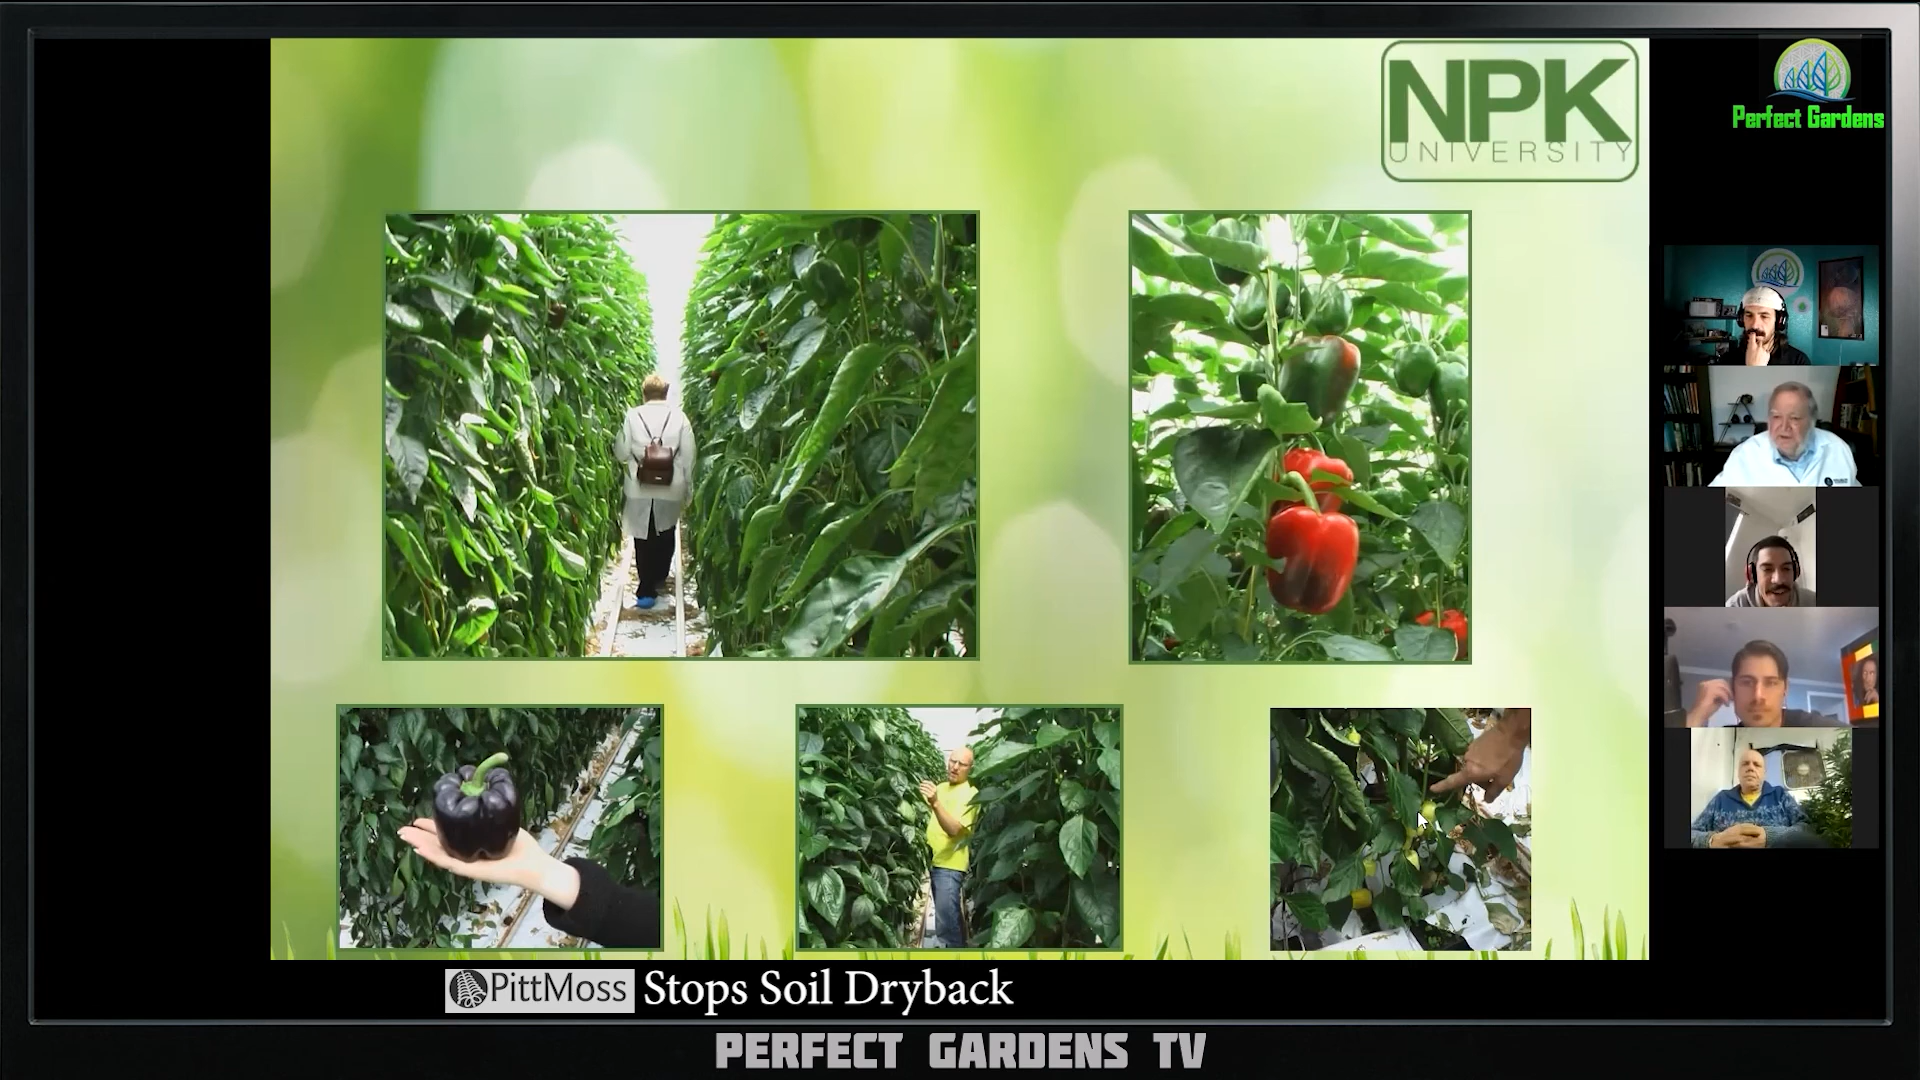 NPK
UNIVERSITY
Perfect Gardens
PittMoss Stops Soil Dryback
PERFECT GARDENS TV